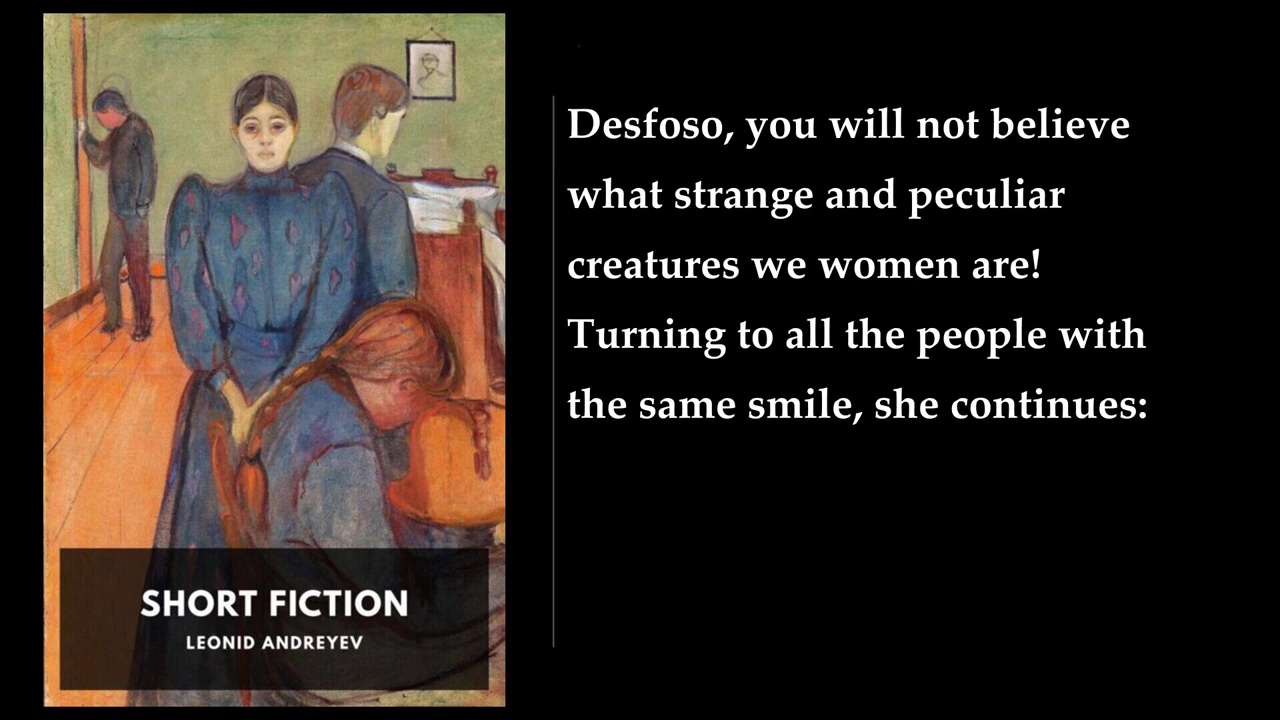 SHORT FICTION
LEONID ANDREYEV
Desfoso, you will not believe
what strange and peculiar
creatures we women are!
Turning to all the people with
the same smile, she continues: